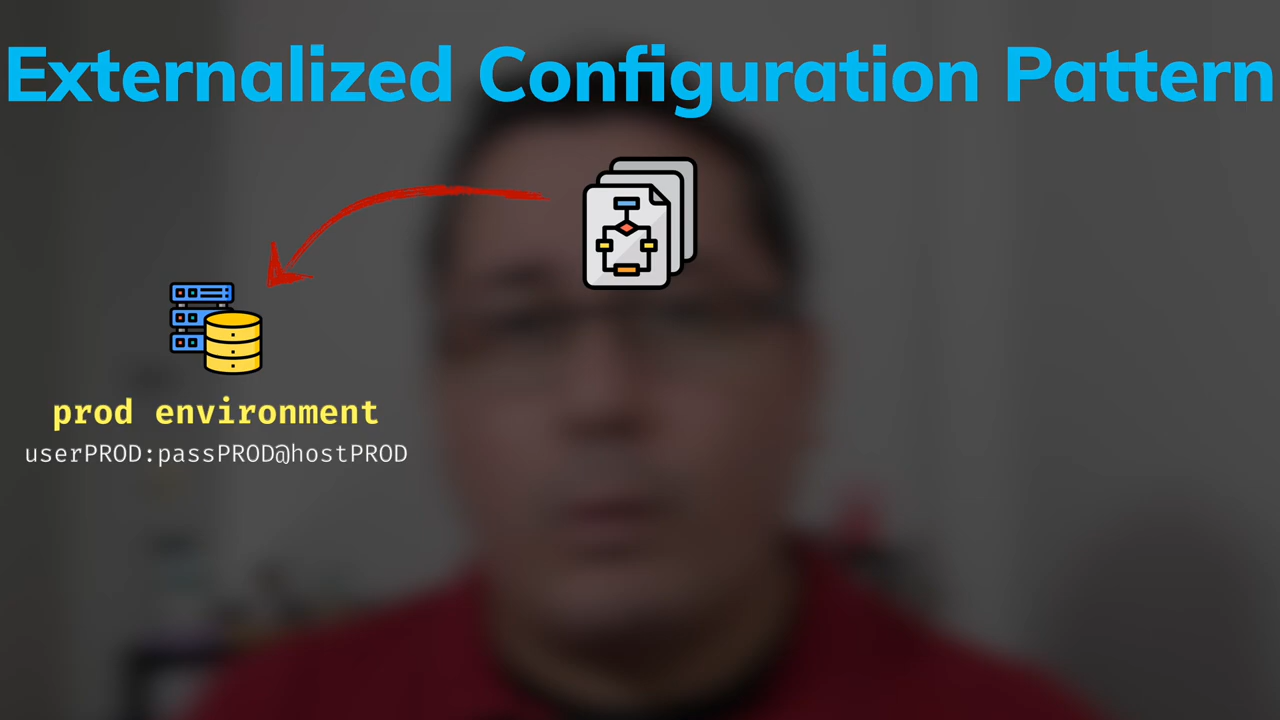 Externalized Configuration Pattern
prod environment
userPROD:passPROD@hostPROD